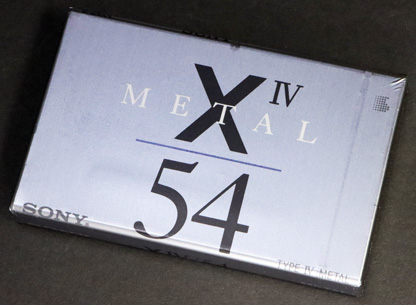 X IV
METAL
54
SONY.
TYPE IV METAL